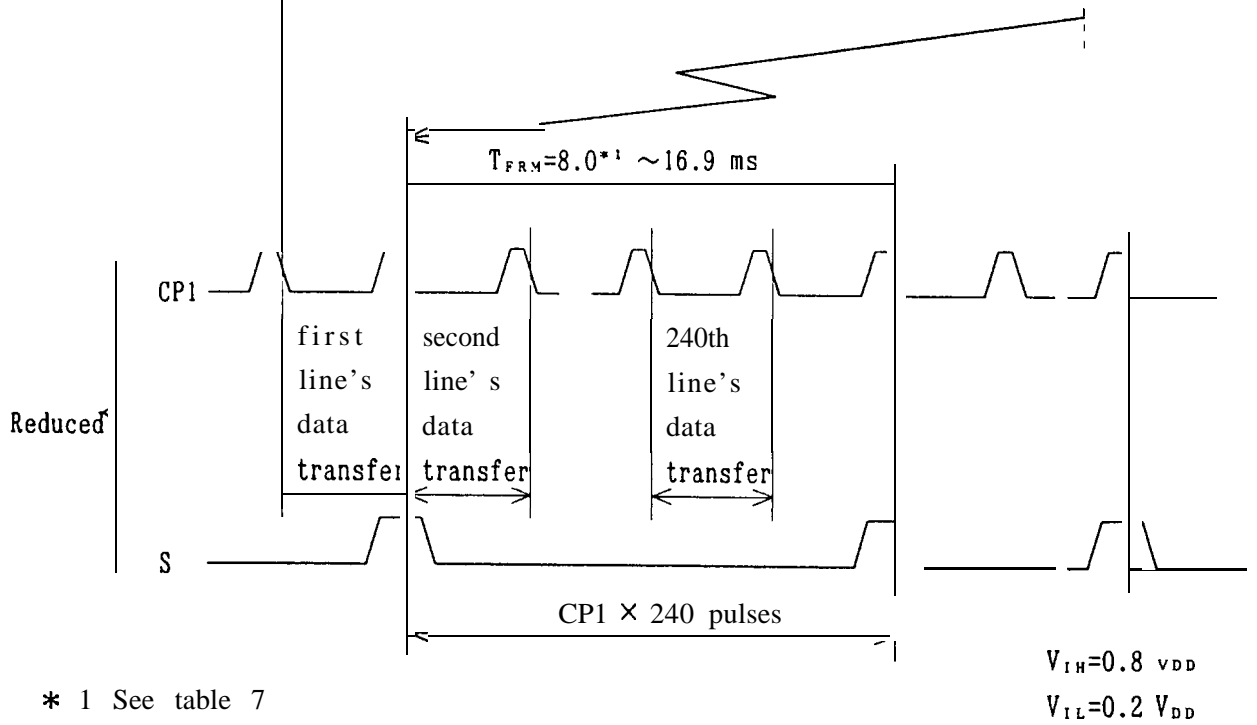 T_FRM=8.0*1 ~16.9 ms
CP1
first
line's
data
transfer
second
line' s
data
transfer
240th
line's
data
transfer
Reduced
S
CP1 × 240 pulses
V_IH=0.8 VDD
V_IL=0.2 V_DD
* 1 See table 7